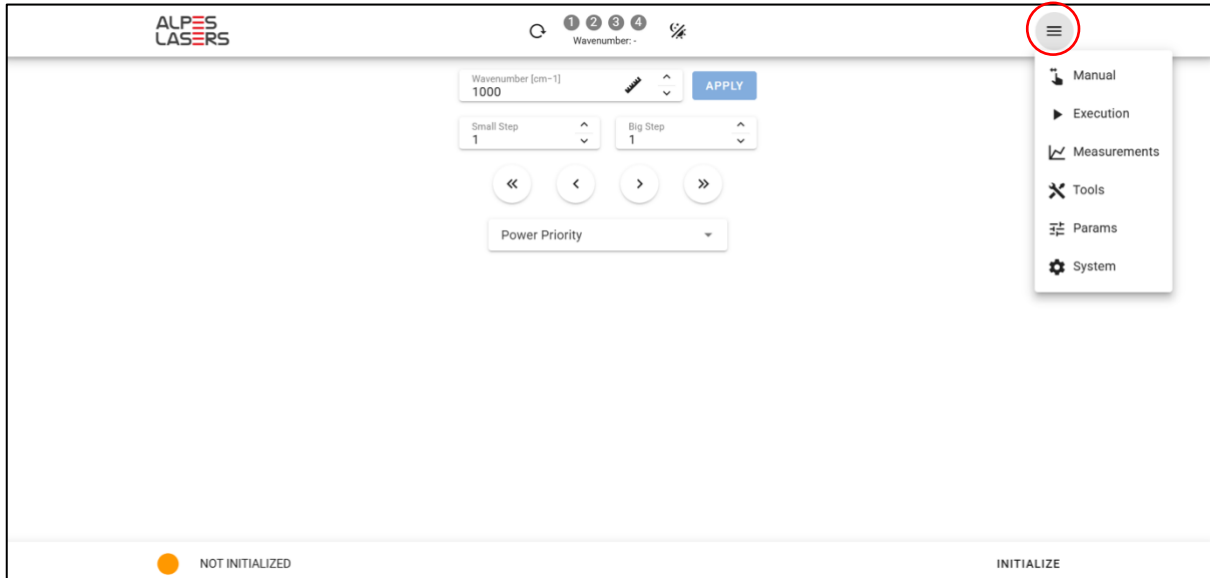 ALPES
LASERS
1 2 3 4
Wavenumber: -
Wavenumber [cm−1]
1000
APPLY
Small Step
1
Big Step
1
Power Priority
Manual
Execution
Measurements
Tools
Params
System
NOT INITIALIZED
INITIALIZE